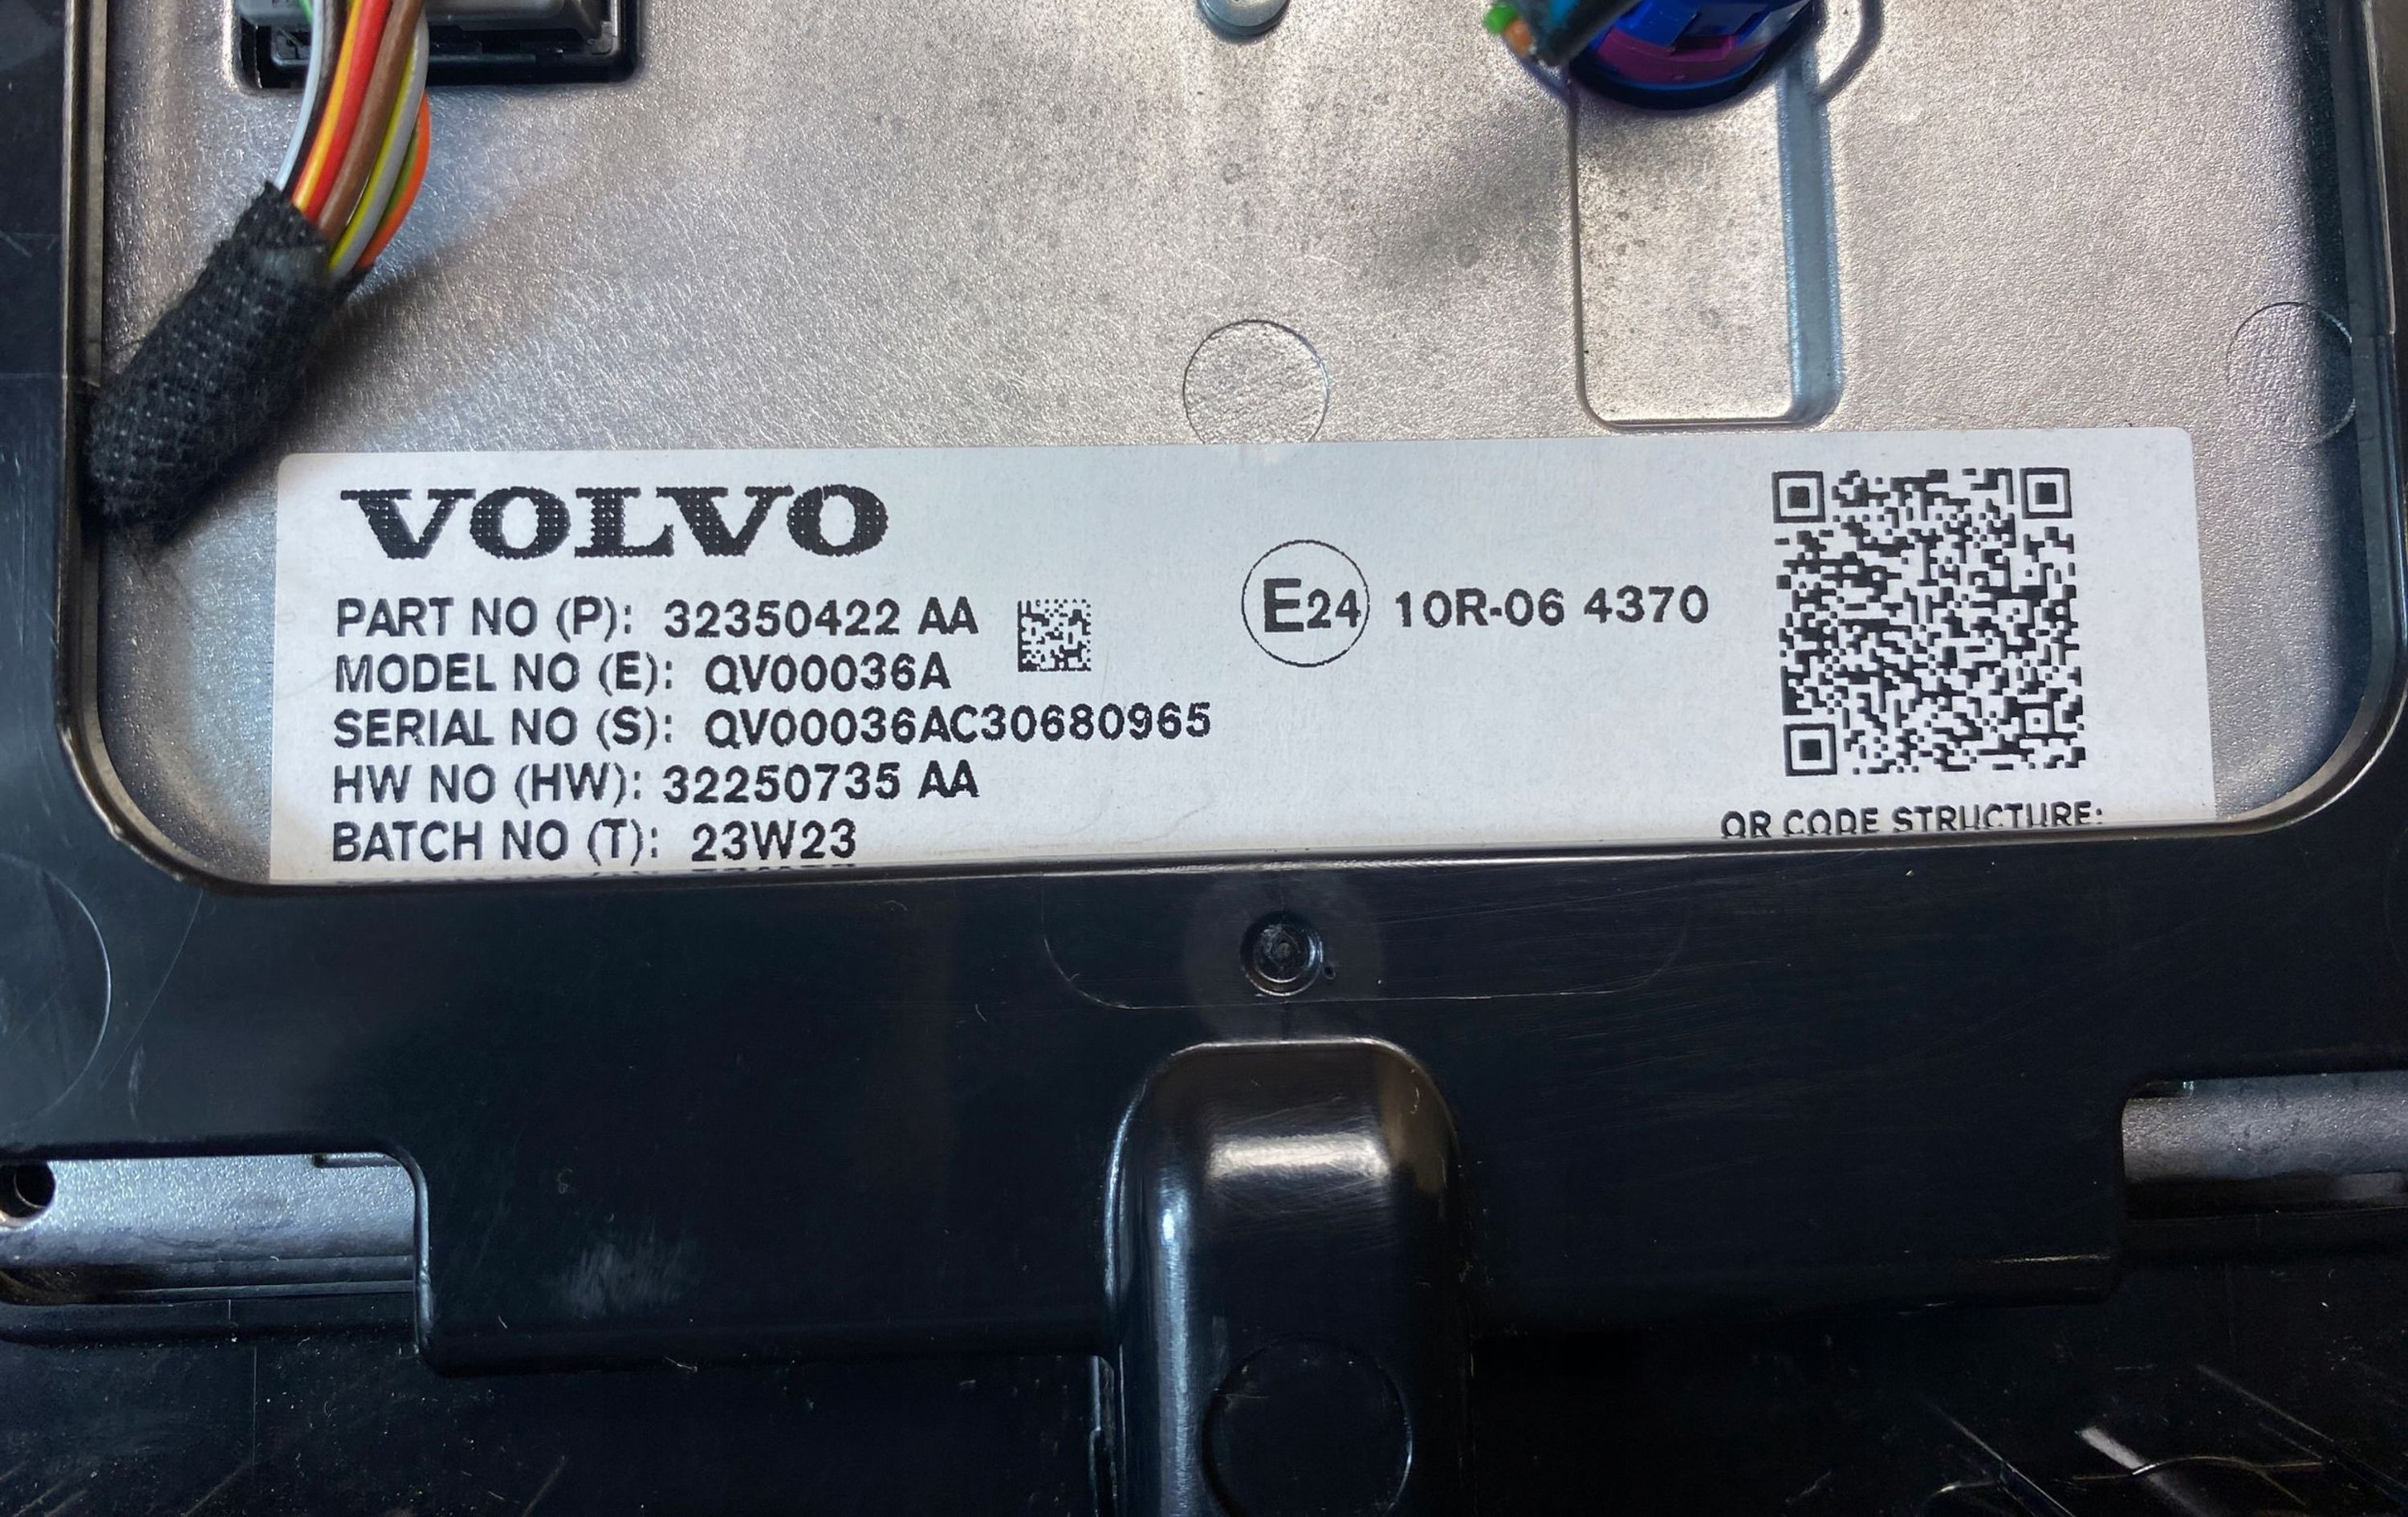 VOLVO
PART NO (P): 32350422 AA
MODEL NO (E): QV00036A
SERIAL NO (S): QV00036AC30680965
HW NO (HW): 32250735 AA
BATCH NO (T): 23W23
E24 10R-06 4370
QR CODE STRUCTURE: